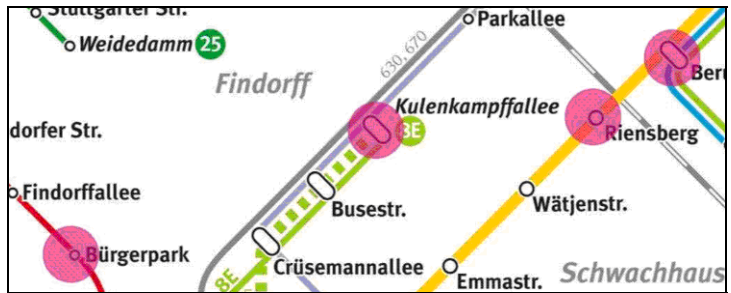 Stuttgarter Str.
Parkallee
Weidedamm 25
630, 670
Findorff
Kulenkampffallee
8E
dorfer Str.
Riensberg
Findorffallee
Busestr.
Wätjenstr.
Bürgerpark
Crüsemannallee
8E
Emmastr.
Schwachhaus